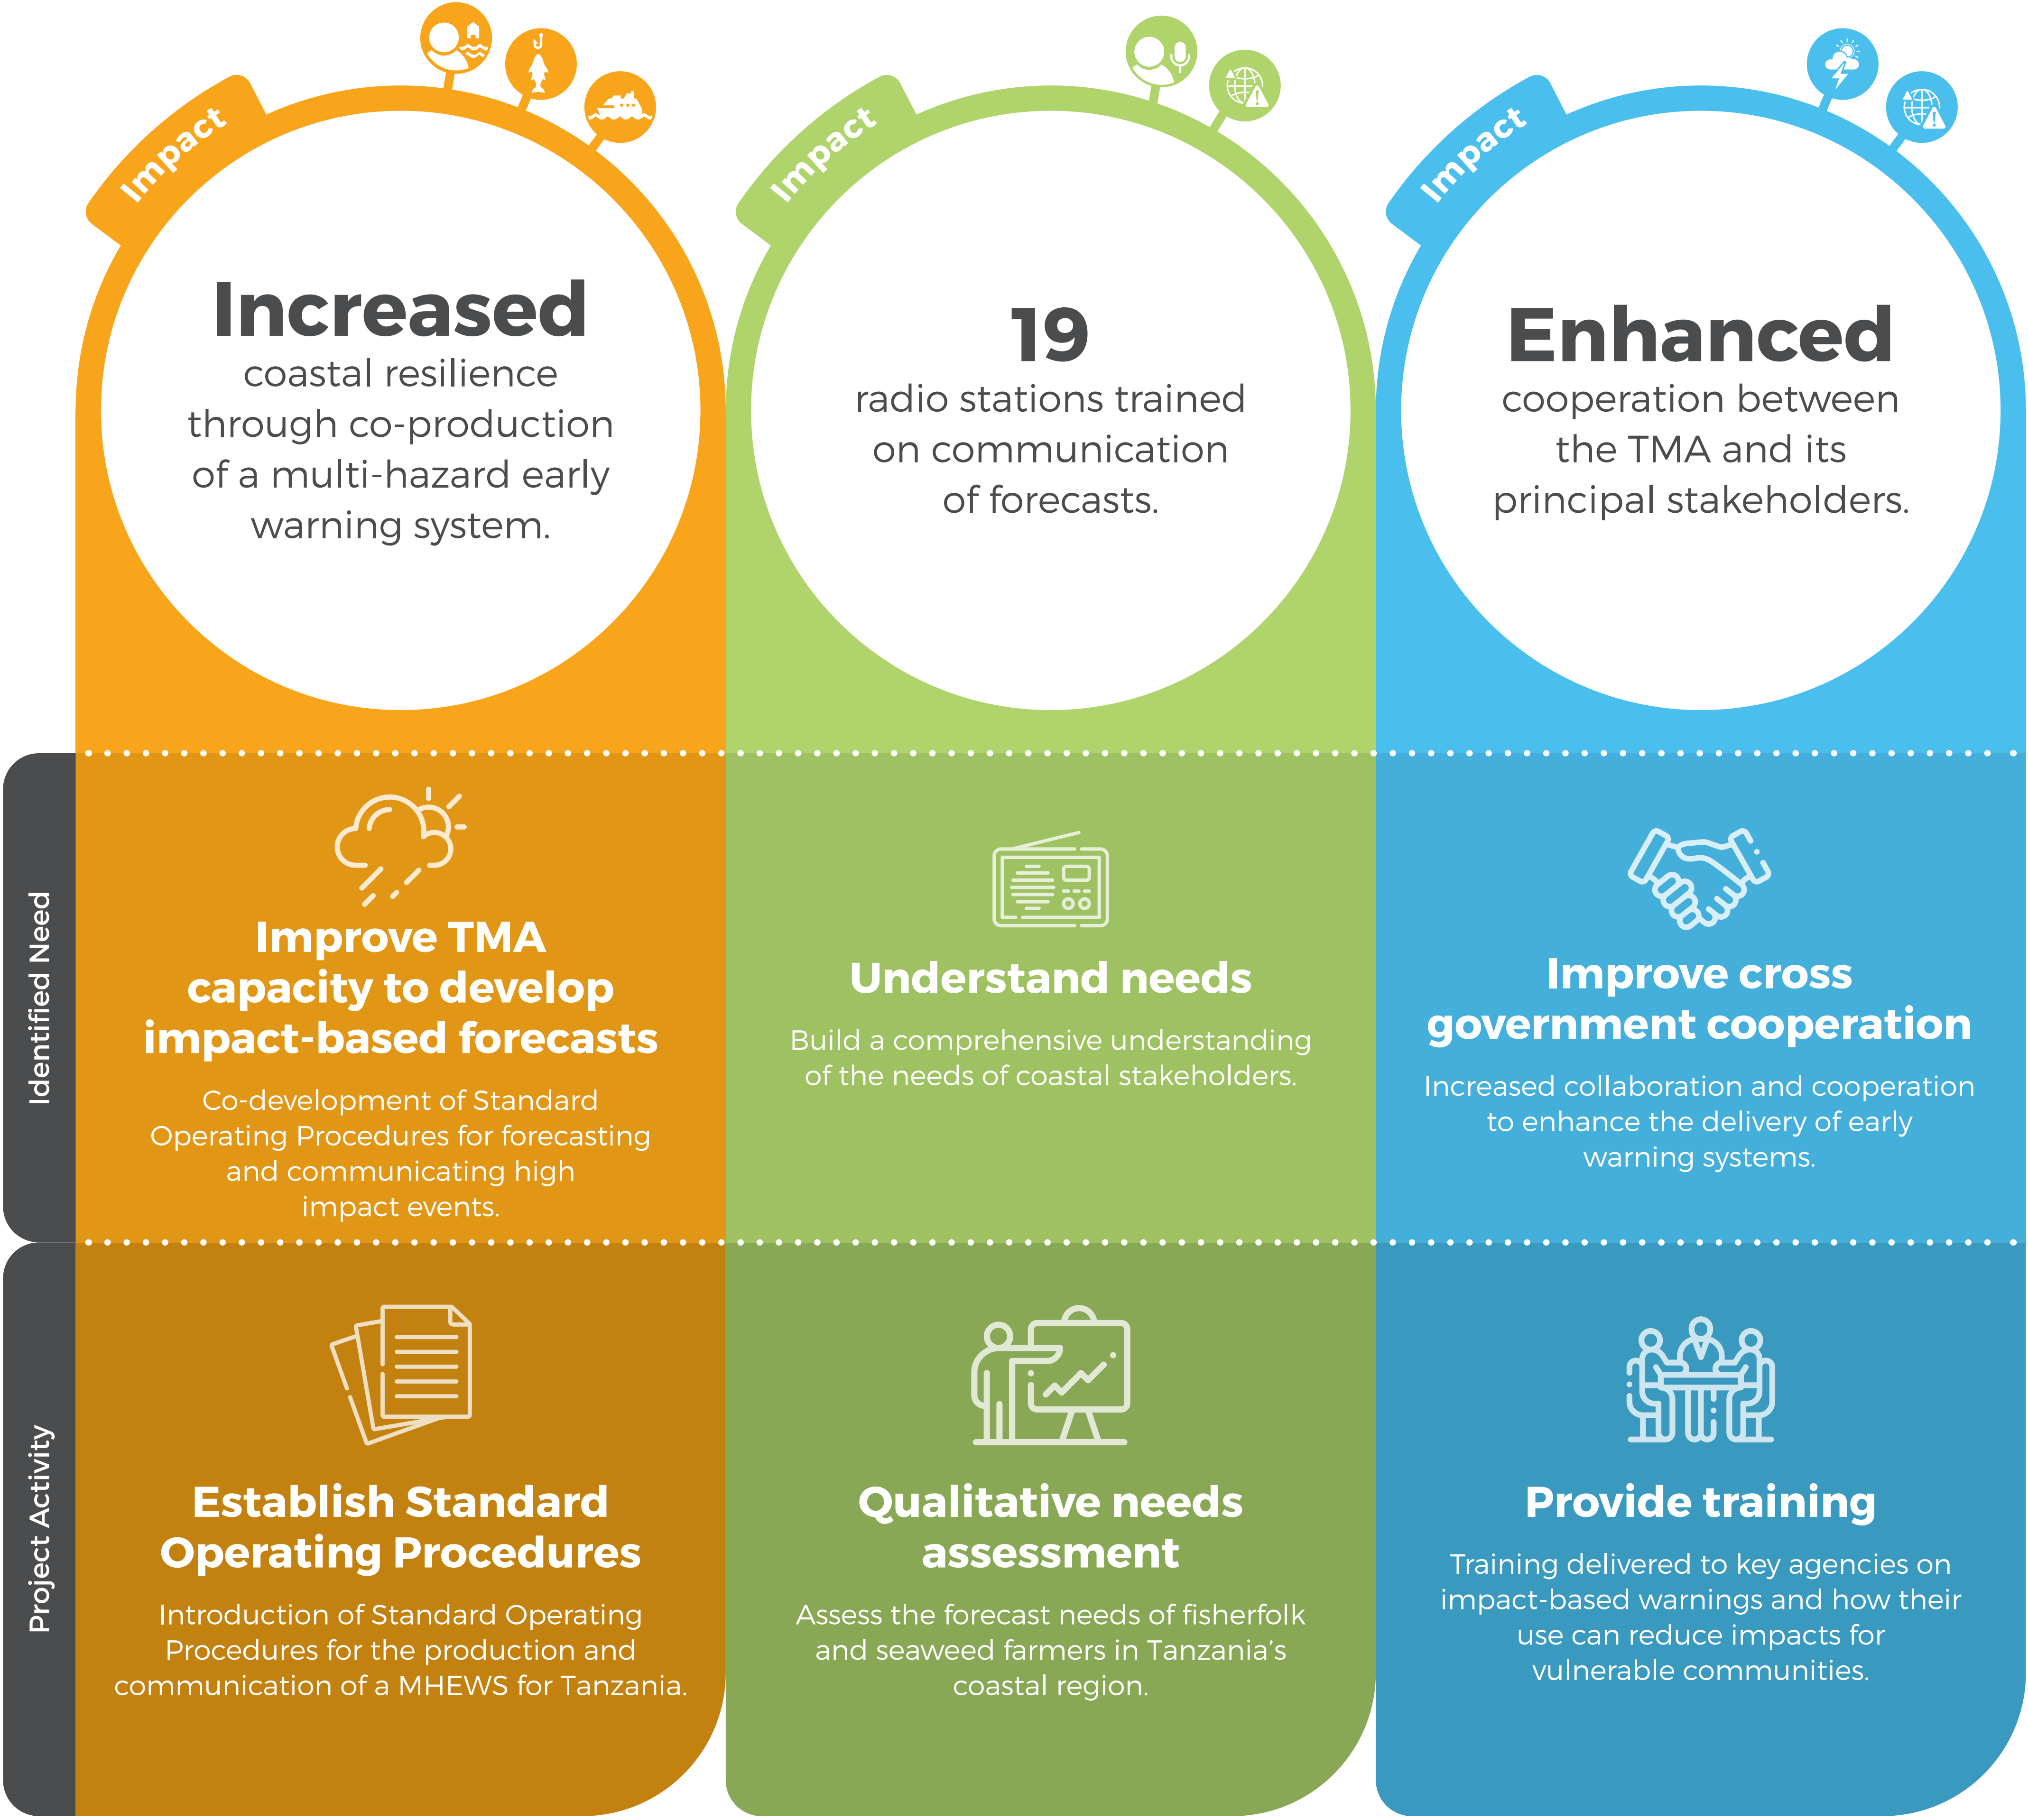 Impact
Increased
coastal resilience
through co-production
of a multi-hazard early
warning system.
Impact
19
radio stations trained
on communication
of forecasts.
Impact
Enhanced
cooperation between
the TMA and its
principal stakeholders.
Identified Need
Improve TMA
capacity to develop
impact-based forecasts
Co-development of Standard
Operating Procedures for forecasting
and communicating high
impact events.
Understand needs
Build a comprehensive understanding
of the needs of coastal stakeholders.
Improve cross
government cooperation
Increased collaboration and cooperation
to enhance the delivery of early
warning systems.
Project Activity
Establish Standard
Operating Procedures
Introduction of Standard Operating
Procedures for the production and
communication of a MHEWS for Tanzania.
Qualitative needs
assessment
Assess the forecast needs of fisherfolk
and seaweed farmers in Tanzania’s
coastal region.
Provide training
Training delivered to key agencies on
impact-based warnings and how their
use can reduce impacts for
vulnerable communities.